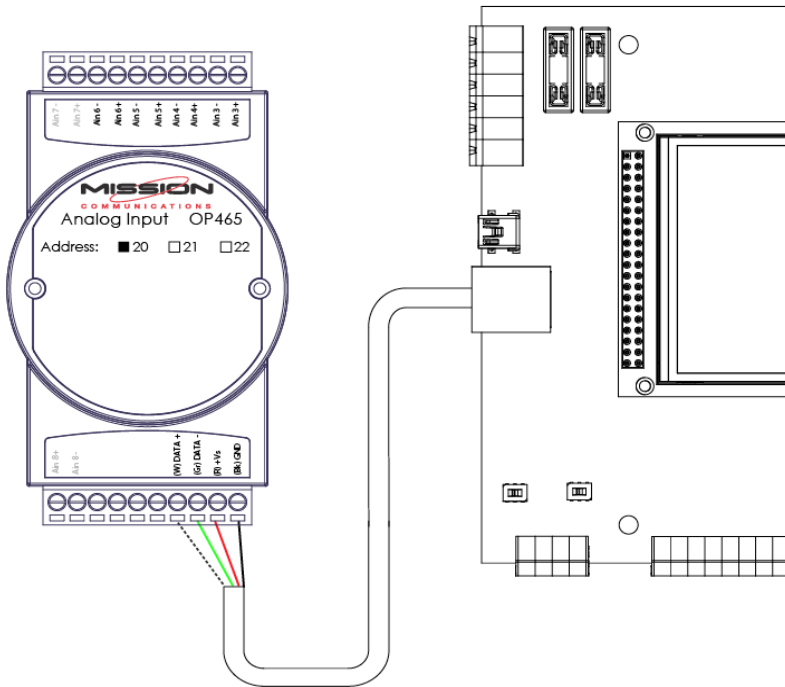 Ain 7 -
Ain 7+
Ain 6 -
Ain 6+
Ain 5 -
Ain 5+
Ain 4 -
Ain 4+
Ain 3 -
Ain 3+
MISSION
COMMUNICATIONS
Analog Input OP465
Address: 20 21 22
Ain 8+
Ain 8-
(W) DATA +
(Gr) DATA -
(R) +Vs
(Blk) GND